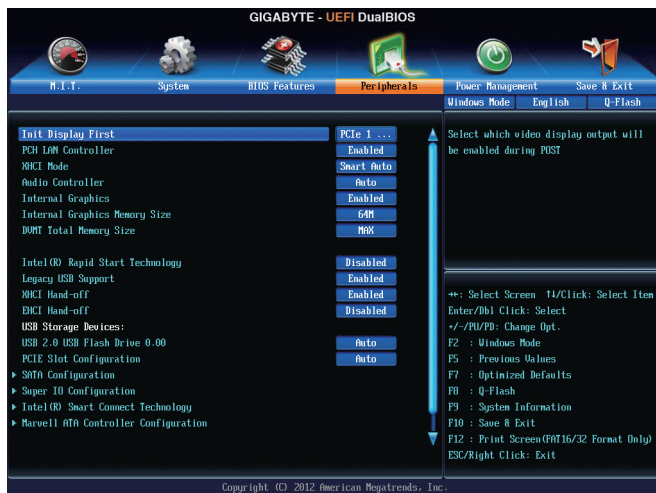 GIGABYTE - UEFI DualBIOS
M.I.T. System BIOS Features Peripherals Power Management Save & Exit
Windows Mode English Q-Flash
Init Display First PCIe 1 ...
PCH LAN Controller Enabled
XHCI Mode Smart Auto
Audio Controller Auto
Internal Graphics Enabled
Internal Graphics Memory Size 64M
DVMT Total Memory Size MAX
Intel(R) Rapid Start Technology Disabled
Legacy USB Support Enabled
XHCI Hand-off Enabled
EHCI Hand-off Disabled
USB Storage Devices:
USB 2.0 USB Flash Drive 0.00 Auto
PCIE Slot Configuration Auto
SATA Configuration
Super IO Configuration
Intel(R) Smart Connect Technology
Marvell ATA Controller Configuration
Select which video display output will
be enabled during POST
↔: Select Screen ↑↓/Click: Select Item
Enter/Dbl Click: Select
+/-/PU/PD: Change Opt.
F2 : Windows Mode
F5 : Previous Values
F7 : Optimized Defaults
F8 : Q-Flash
F9 : System Information
F10 : Save & Exit
F12 : Print Screen(FAT16/32 Format Only)
ESC/Right Click: Exit
Copyright (C) 2012 American Megatrends, Inc.